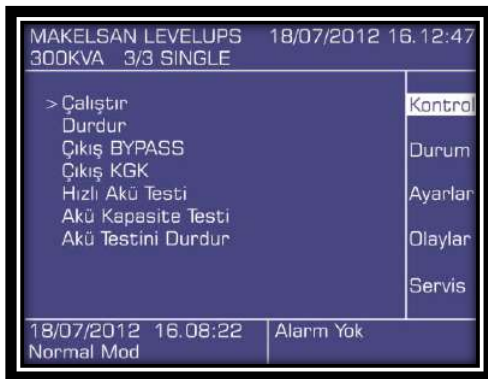 MAKELSAN LEVELUPS 18/07/2012 16.12:47
300KVA 3/3 SINGLE
> Çalıştır
Durdur
Çıkış BYPASS
Çıkış KGK
Hızlı Akü Testi
Akü Kapasite Testi
Akü Testini Durdur
Kontrol
Durum
Ayarlar
Olaylar
Servis
18/07/2012 16.08:22 Alarm Yok
Normal Mod